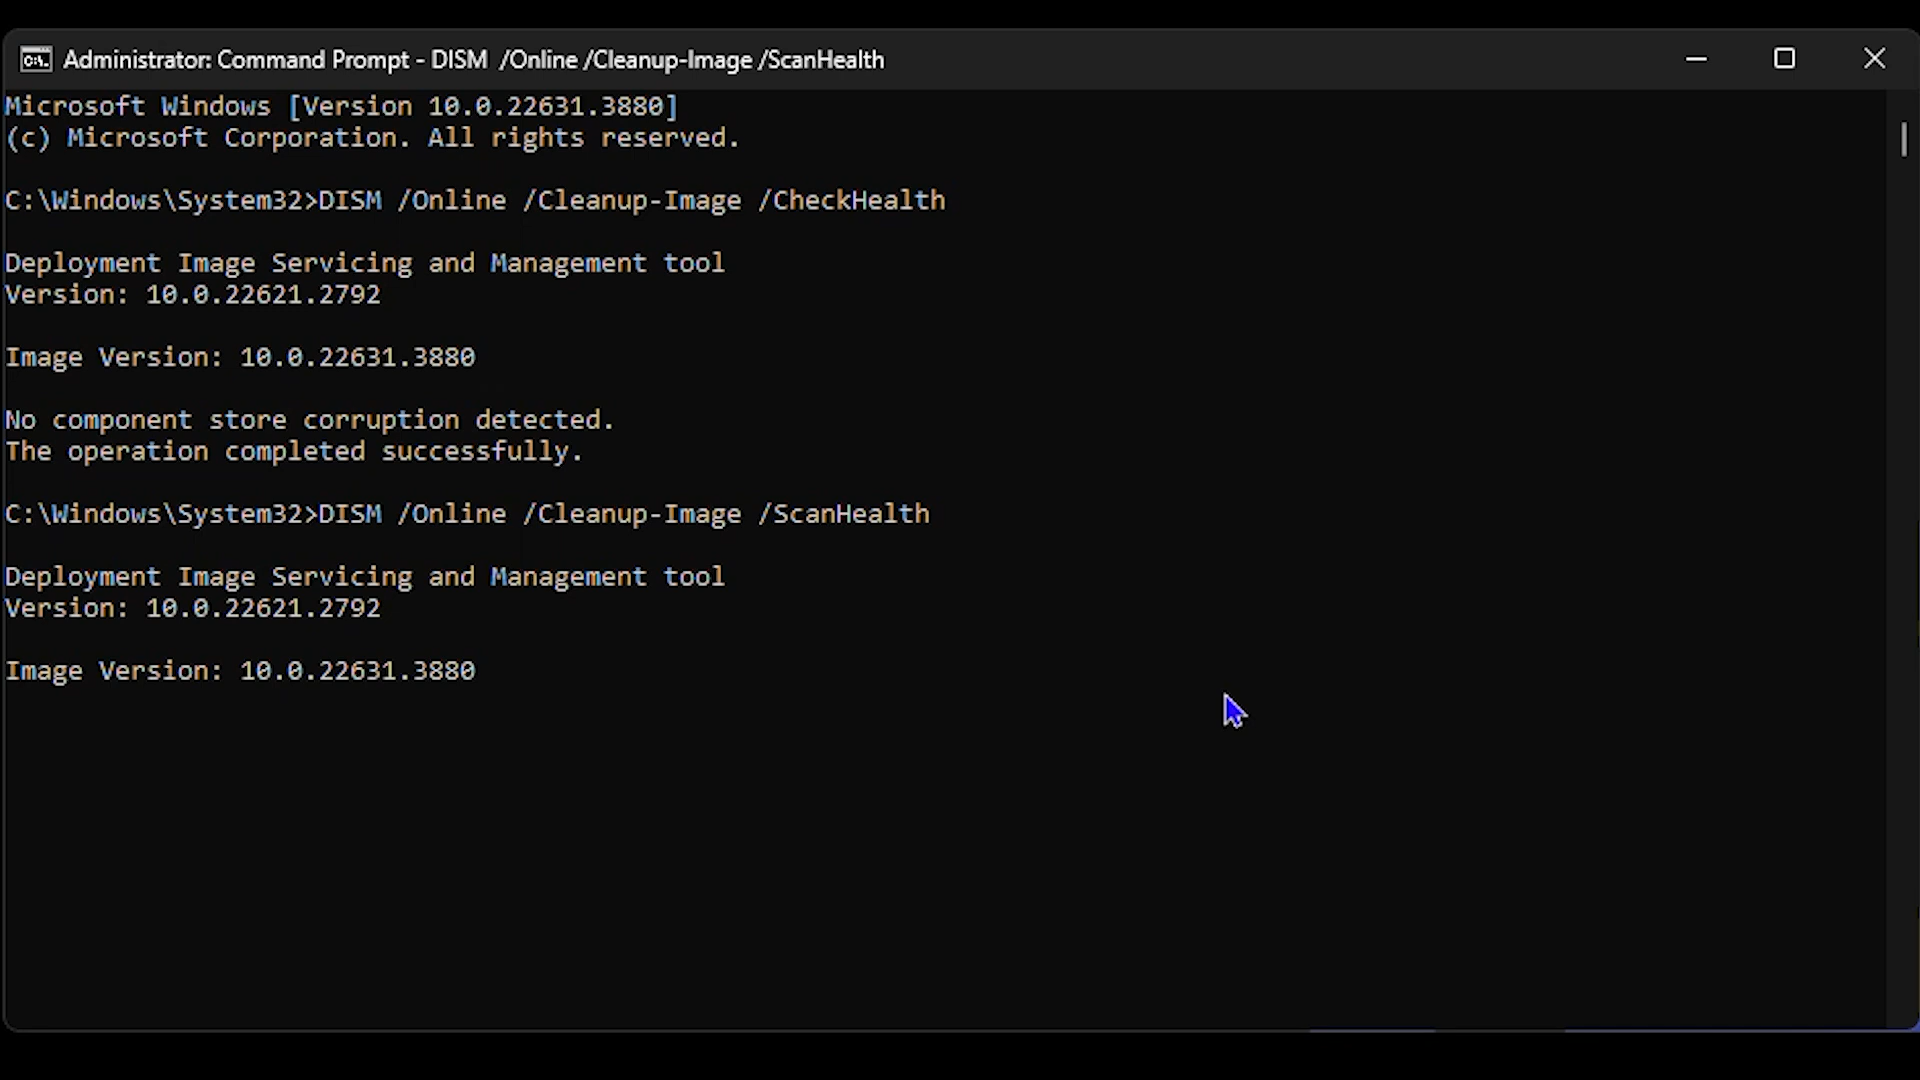 Administrator: Command Prompt - DISM  /Online /Cleanup-Image /ScanHealth
Microsoft Windows [Version 10.0.22631.3880]
(c) Microsoft Corporation. All rights reserved.
C:\Windows\System32>DISM /Online /Cleanup-Image /CheckHealth
Deployment Image Servicing and Management tool
Version: 10.0.22621.2792
Image Version: 10.0.22631.3880
No component store corruption detected.
The operation completed successfully.
C:\Windows\System32>DISM /Online /Cleanup-Image /ScanHealth
Deployment Image Servicing and Management tool
Version: 10.0.22621.2792
Image Version: 10.0.22631.3880